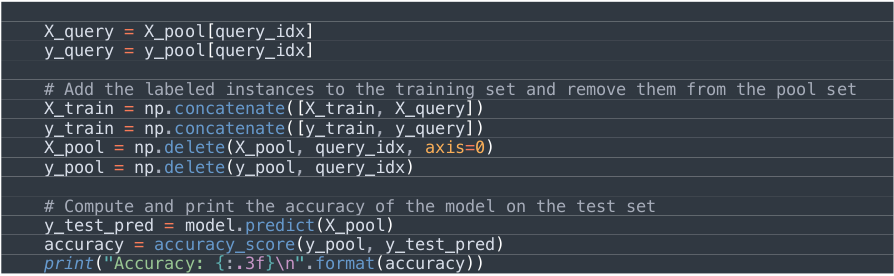 X_query = X_pool[query_idx]
y_query = y_pool[query_idx]
# Add the labeled instances to the training set and remove them from the pool set
X_train = np.concatenate([X_train, X_query])
y_train = np.concatenate([y_train, y_query])
X_pool = np.delete(X_pool, query_idx, axis=0)
y_pool = np.delete(y_pool, query_idx)
# Compute and print the accuracy of the model on the test set
y_test_pred = model.predict(X_pool)
accuracy = accuracy_score(y_pool, y_test_pred)
print("Accuracy: {:.3f}\n".format(accuracy))